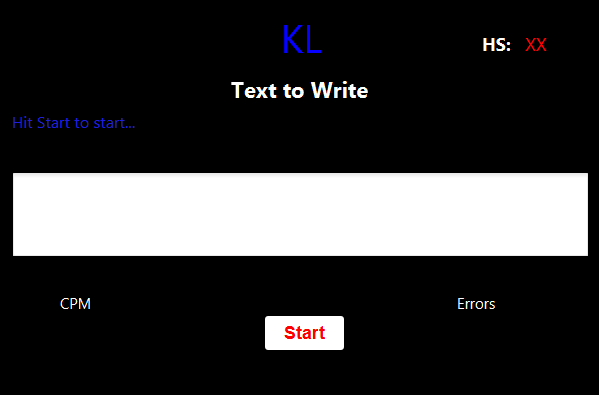 KL
HS: XX
Text to Write
Hit Start to start...
CPM
Errors
Start